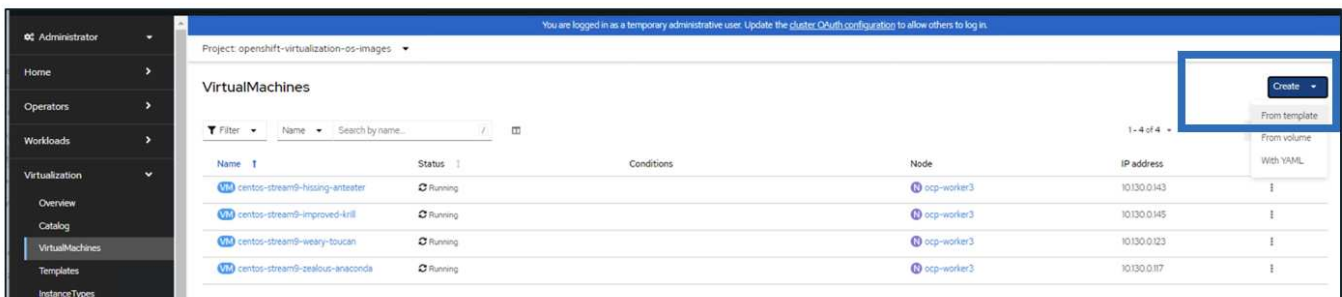 You are logged in as a temporary administrative user. Update the cluster OAuth configuration to allow others to log in.
Administrator
Project: openshift-virtualization-os-images
Home
VirtualMachines
Create
Operators
From template
Filter Name Search by name... / 1 - 4 of 4
Workloads
From volume
With YAML
Name Status Conditions Node IP address
Virtualization
VM centos-stream9-hissing-anteater Running N ocp-worker3 10.130.0.143
Overview
VM centos-stream9-improved-krill Running N ocp-worker3 10.130.0.145
Catalog
VM centos-stream9-weary-toucan Running N ocp-worker3 10.130.0.123
VirtualMachines
VM centos-stream9-zealous-anaconda Running N ocp-worker3 10.130.0.117
Templates
InstanceTypes